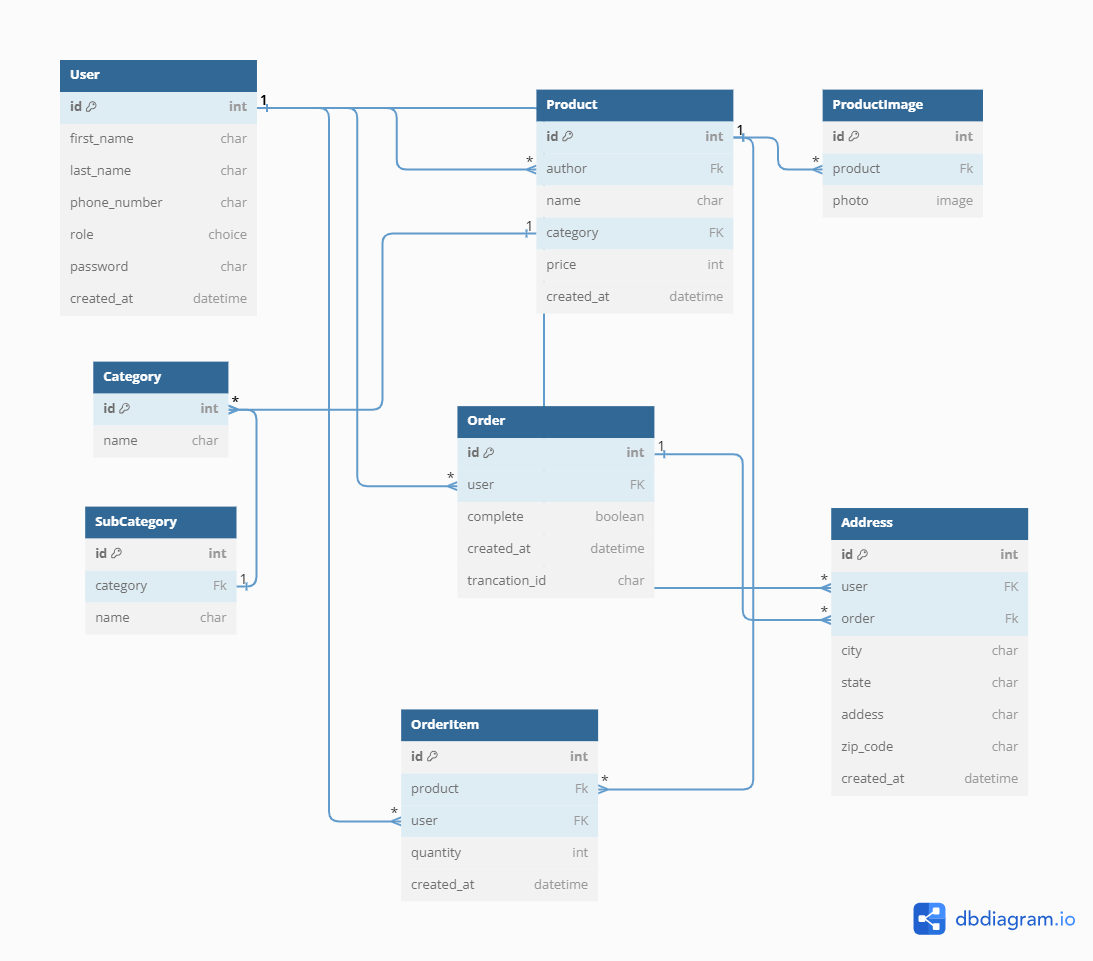 User
id int
first_name char
last_name char
phone_number char
role choice
password char
created_at datetime
1
Product
id int
author Fk
name char
category FK
price int
created_at datetime
1
*
1
ProductImage
id int
product Fk
photo image
*
Category
id int
name char
*
SubCategory
id int
category Fk
name char
1
Order
id int
user FK
complete boolean
created_at datetime
trancation_id char
1
*
Address
id int
user FK
order Fk
city char
state char
addess char
zip_code char
created_at datetime
*
*
OrderItem
id int
product Fk
user FK
quantity int
created_at datetime
*
*
dbdiagram.io